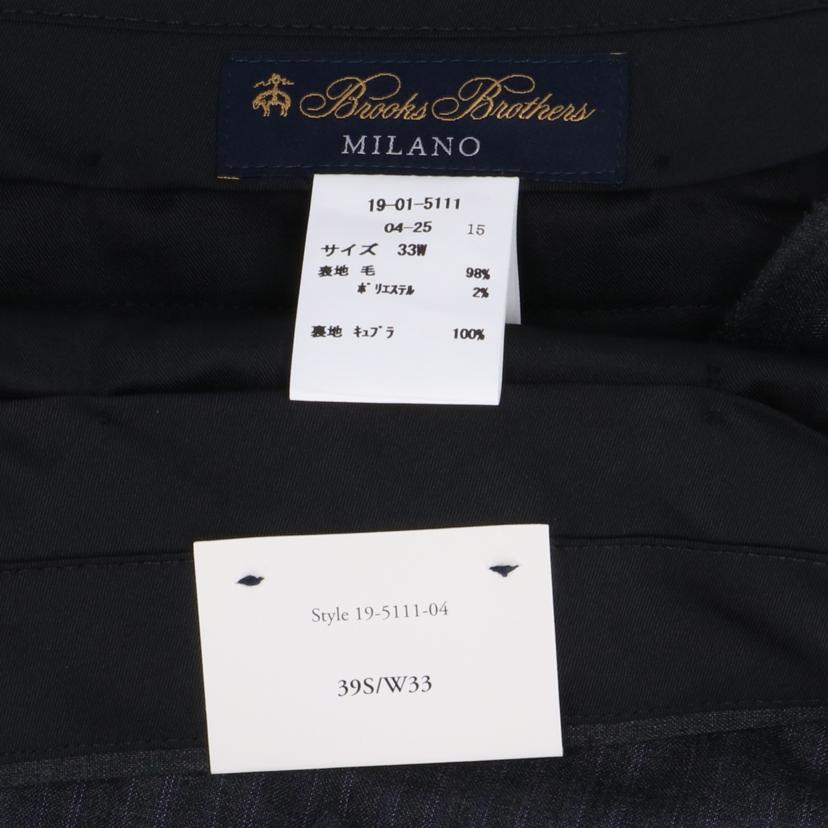 Brooks Brothers
MILANO
19-01-5111
04-25 15
サイズ 33W
表地 毛 98%
ポリエステル 2%
裏地 キュプラ 100%
Style 19-5111-04
39S/W33